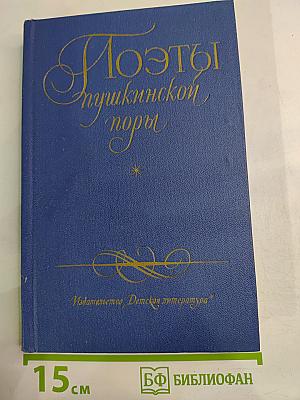 Поэты
пушкинской
поры
*
Издательство „Детская литература"
15 см
БФ БИБЛИОФАН